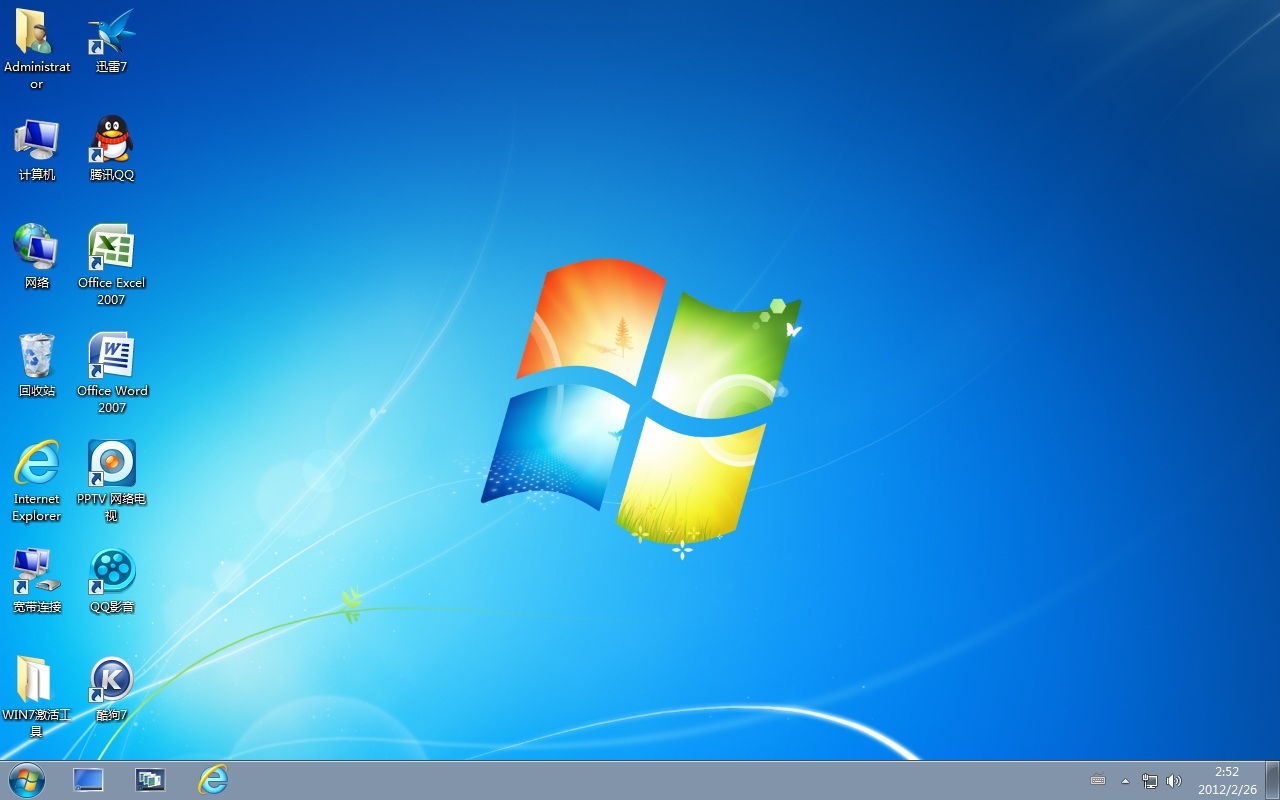 Administrat
or
迅雷7
计算机
腾讯QQ
网络
Office Excel
2007
回收站
Office Word
2007
Internet
Explorer
PPTV 网络电
视
宽带连接
QQ影音
WIN7激活工
具
酷狗7
2:52
2012/2/26